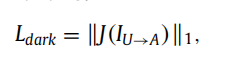 L_{dark} = ‖J(I_{U→A})‖_1,